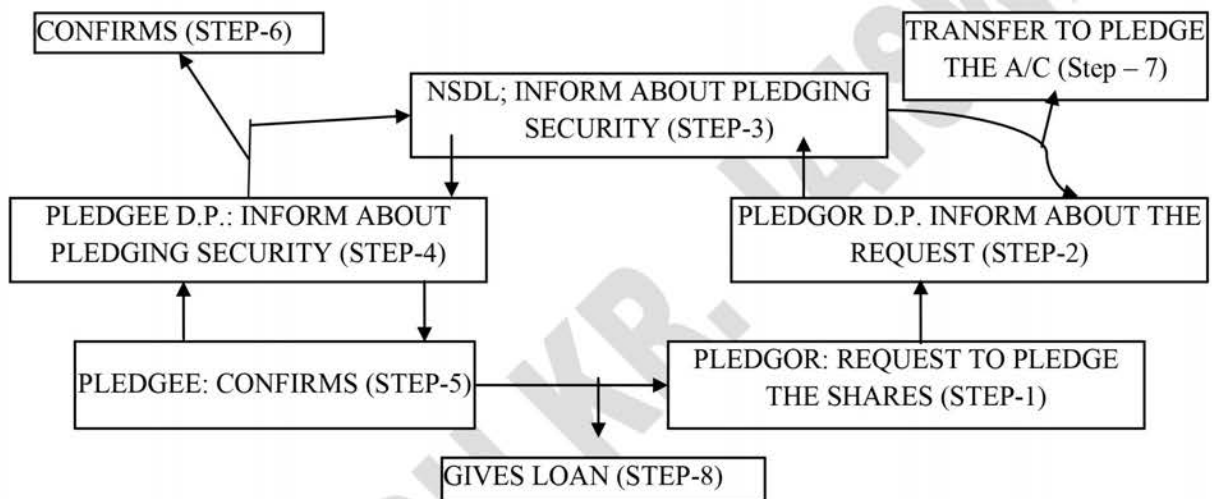 CONFIRMS (STEP-6)
TRANSFER TO PLEDGE
THE A/C (Step – 7)
NSDL; INFORM ABOUT PLEDGING
SECURITY (STEP-3)
PLEDGEE D.P.: INFORM ABOUT
PLEDGING SECURITY (STEP-4)
PLEDGOR D.P. INFORM ABOUT THE
REQUEST (STEP-2)
PLEDGEE: CONFIRMS (STEP-5)
PLEDGOR: REQUEST TO PLEDGE
THE SHARES (STEP-1)
GIVES LOAN (STEP-8)
KR.